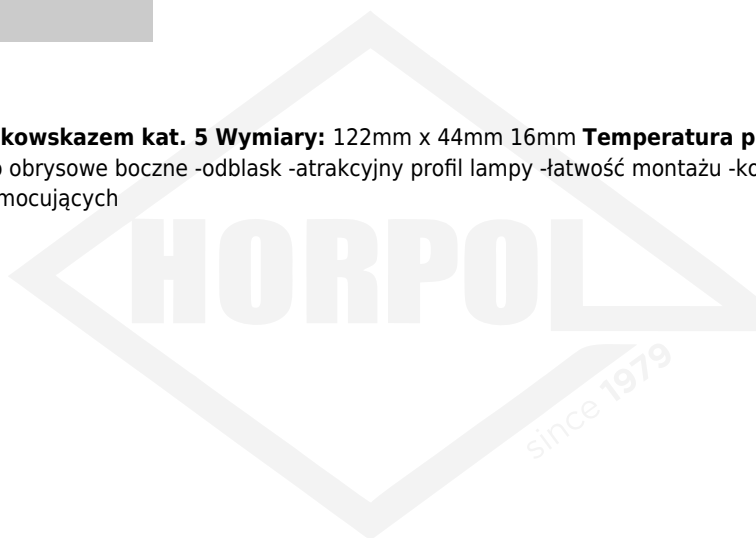 kowskazem kat. 5 Wymiary: 122mm x 44mm 16mm Temperatura p
o obrysowe boczne -odblask -atrakcyjny profil lampy -łatwość montażu -ko
mocujących
HORPOL
since 1979